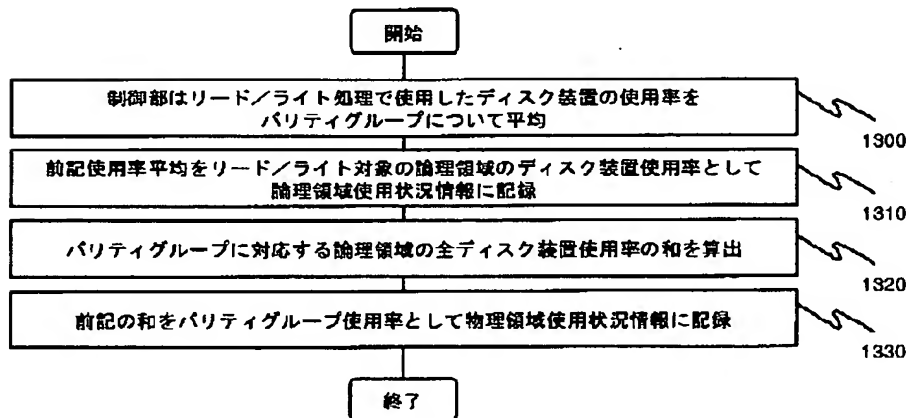 開始
制御部はリード／ライト処理で使用したディスク装置の使用率を
パリティグループについて平均
1300
前記使用率平均をリード／ライト対象の論理領域のディスク装置使用率として
論理領域使用状況情報に記録
1310
パリティグループに対応する論理領域の全ディスク装置使用率の和を算出
1320
前記の和をパリティグループ使用率として物理領域使用状況情報に記録
1330
終了